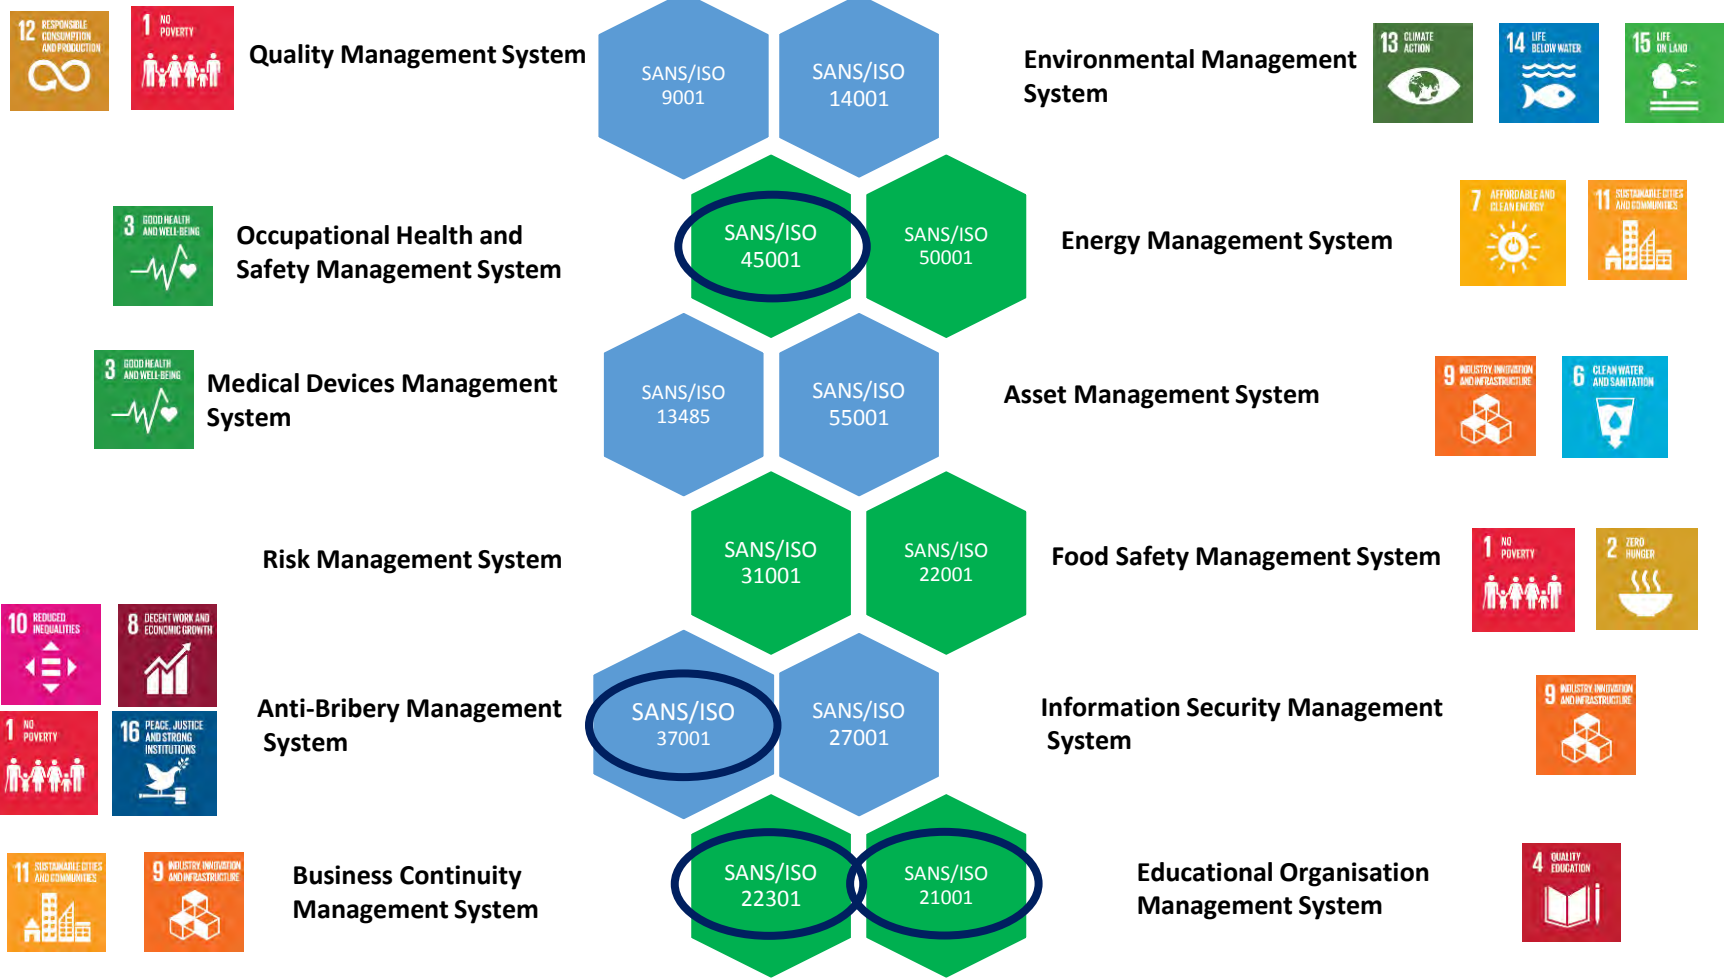 12 RESPONSIBLE
CONSUMPTION
AND PRODUCTION
1 NO
POVERTY
Quality Management System
SANS/ISO
9001
SANS/ISO
14001
Environmental Management
System
13 CLIMATE
ACTION
14 LIFE
BELOW WATER
15 LIFE
ON LAND
3 GOOD HEALTH
AND WELL-BEING
Occupational Health and
Safety Management System
SANS/ISO
45001
SANS/ISO
50001
Energy Management System
7 AFFORDABLE AND
CLEAN ENERGY
11 SUSTAINABLE CITIES
AND COMMUNITIES
3 GOOD HEALTH
AND WELL-BEING
Medical Devices Management
System
SANS/ISO
13485
SANS/ISO
55001
Asset Management System
9 INDUSTRY, INNOVATION
AND INFRASTRUCTURE
6 CLEAN WATER
AND SANITATION
Risk Management System
SANS/ISO
31001
SANS/ISO
22001
Food Safety Management System
1 NO
POVERTY
2 ZERO
HUNGER
10 REDUCED
INEQUALITIES
8 DECENT WORK AND
ECONOMIC GROWTH
1 NO
POVERTY
16 PEACE, JUSTICE
AND STRONG
INSTITUTIONS
Anti-Bribery Management
System
SANS/ISO
37001
SANS/ISO
27001
Information Security Management
System
9 INDUSTRY, INNOVATION
AND INFRASTRUCTURE
11 SUSTAINABLE CITIES
AND COMMUNITIES
9 INDUSTRY, INNOVATION
AND INFRASTRUCTURE
Business Continuity
Management System
SANS/ISO
22301
SANS/ISO
21001
Educational Organisation
Management System
4 QUALITY
EDUCATION